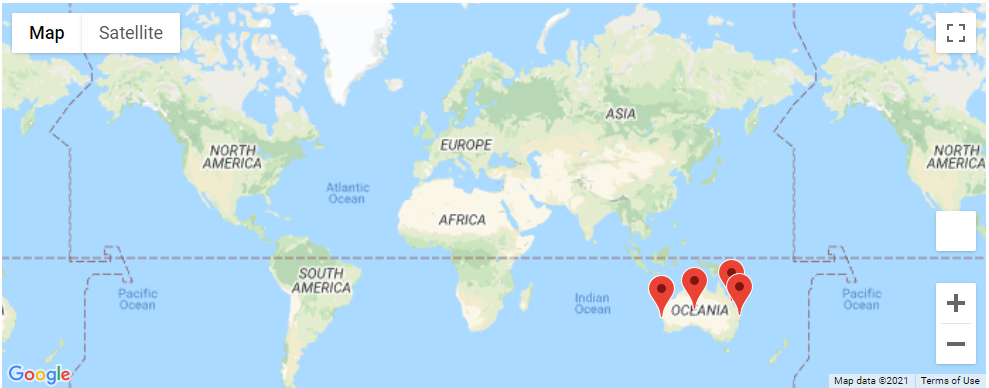 Map Satellite
ASIA
EUROPE
NORTH
AMERICA
NORTH
AMERICA
Atlantic
Ocean
AFRICA
SOUTH
AMERICA
Pacific
Ocean
Indian
Ocean
OCEANIA
Pacific
Ocean
Google
Map data ©2021 Terms of Use